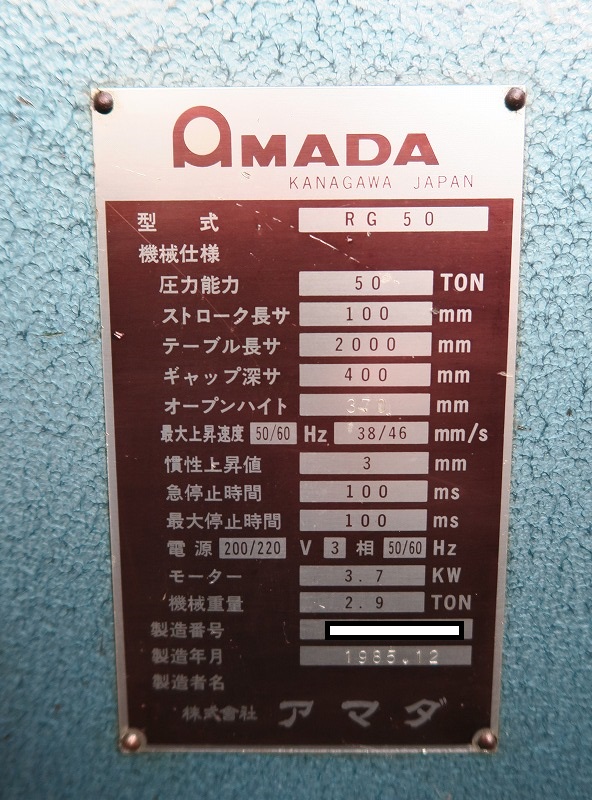 AMADA
KANAGAWA JAPAN
型式 RG 50
機械仕様
圧力能力 50 TON
ストローク長サ 100 mm
テーブル長サ 2000 mm
ギャップ深サ 400 mm
オープンハイト 370 mm
最大上昇速度 50/60 Hz 38/46 mm/s
慣性上昇値 3 mm
急停止時間 100 ms
最大停止時間 100 ms
電源 200/220 V 3 相 50/60 Hz
モーター 3.7 KW
機械重量 2.9 TON
製造番号
製造年月 1985.12
製造者名
株式會社 アマダ